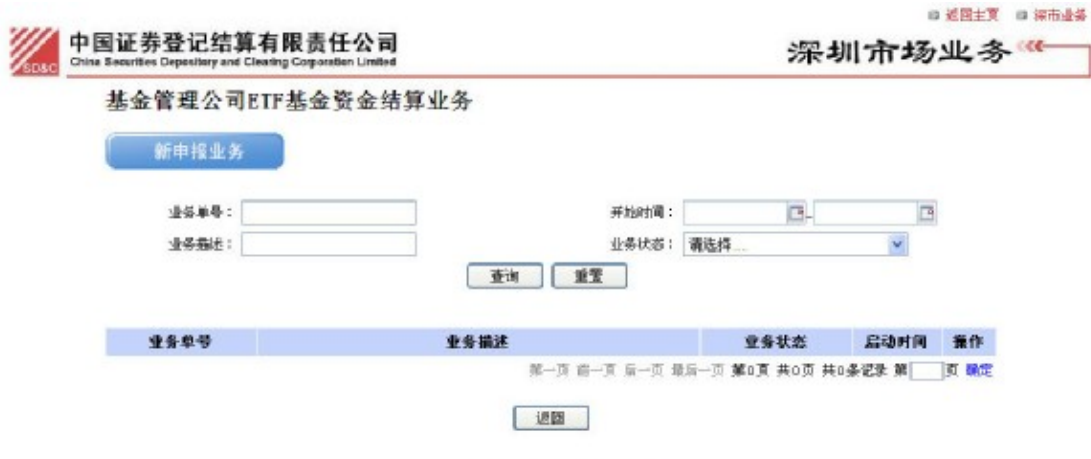 返回主页 深市业务
SD&C
中国证券登记结算有限责任公司
China Securities Depository and Clearing Corporation Limited
深圳市场业务
基金管理公司ETF基金资金结算业务
新申报业务
业务单号： 开始时间： -
业务描述： 业务状态： 请选择...
查询 重置
业务单号 业务描述 业务状态 启动时间 操作
第一页 前一页 后一页 最后一页 第0页 共0页 共0条记录 第 页 确定
返回